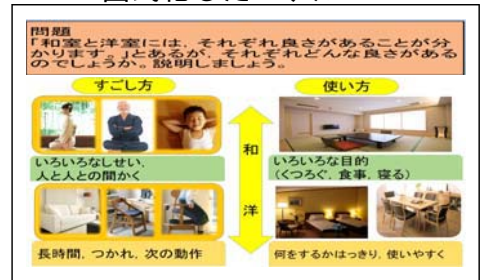 問題
「和室と洋室には、それぞれ良さがあることが分
かります。」とあるが、それぞれどんな良さがある
のでしょうか。説明しましょう。
すごし方
使い方
和
洋
いろいろなしせい、
人と人との間かく
いろいろな目的
(くつろぐ、食事、寝る)
長時間、つかれ、次の動作
何をするかはっきり、使いやすく